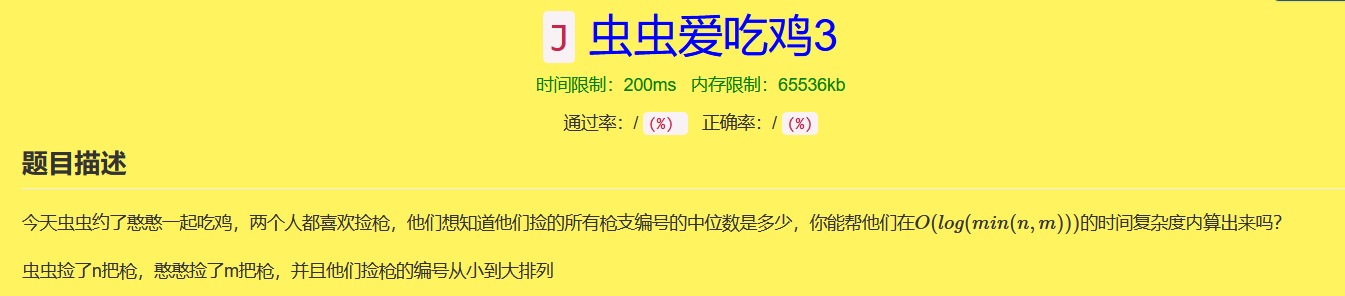 J 虫虫爱吃鸡3
时间限制：200ms 内存限制：65536kb
通过率：/ (%) 正确率：/ (%)
题目描述
今天虫虫约了憨憨一起吃鸡，两个人都喜欢捡枪，他们想知道他们捡的所有枪支编号的中位数是多少，你能帮他们在O(log(min(n, m)))的时间复杂度内算出来吗？
虫虫捡了n把枪，憨憨捡了m把枪，并且他们捡枪的编号从小到大排列